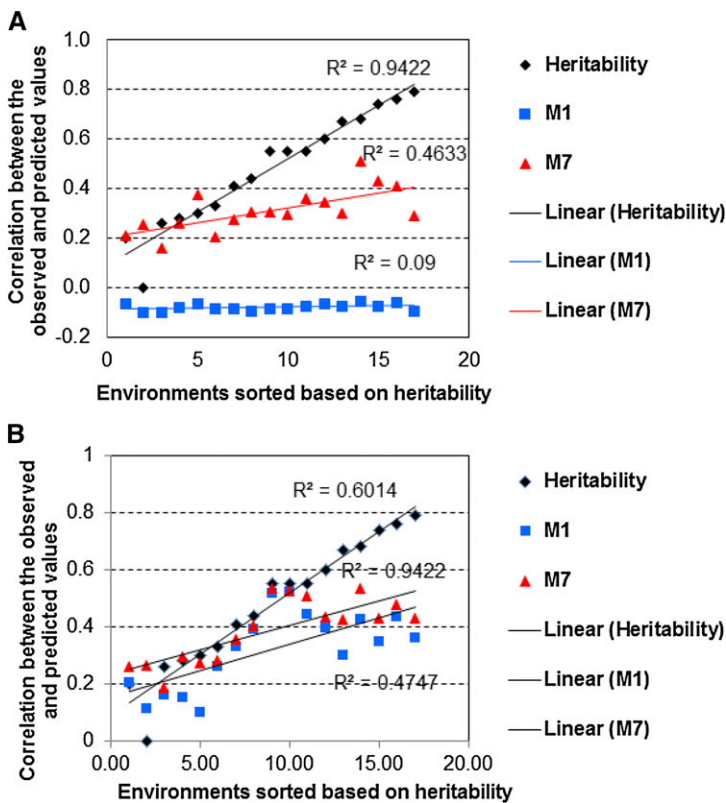 A
Correlation between the
observed and predicted values
1.0
0.8
0.6
0.4
0.2
0.0
-0.2
R² = 0.9422
R² = 0.4633
R² = 0.09
0
5
10
15
20
Environments sorted based on heritability
Heritability
M1
M7
Linear (Heritability)
Linear (M1)
Linear (M7)
B
Correlation between the observed
and predicted values
1
0.8
0.6
0.4
0.2
0
R² = 0.6014
R² = 0.9422
R² = 0.4747
0.00
5.00
10.00
15.00
20.00
Environments sorted based on heritability
Heritability
M1
M7
Linear (Heritability)
Linear (M1)
Linear (M7)